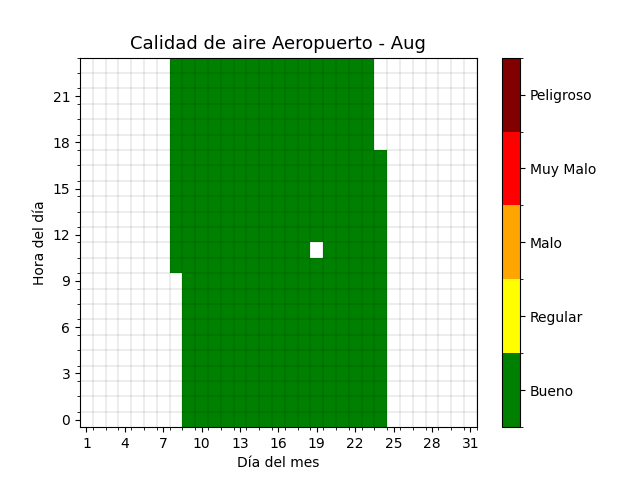 Calidad de aire Aeropuerto - Aug
Hora del día
21
18
15
12
9
6
3
0
1 4 7 10 13 16 19 22 25 28 31
Día del mes
Peligroso
Muy Malo
Malo
Regular
Bueno